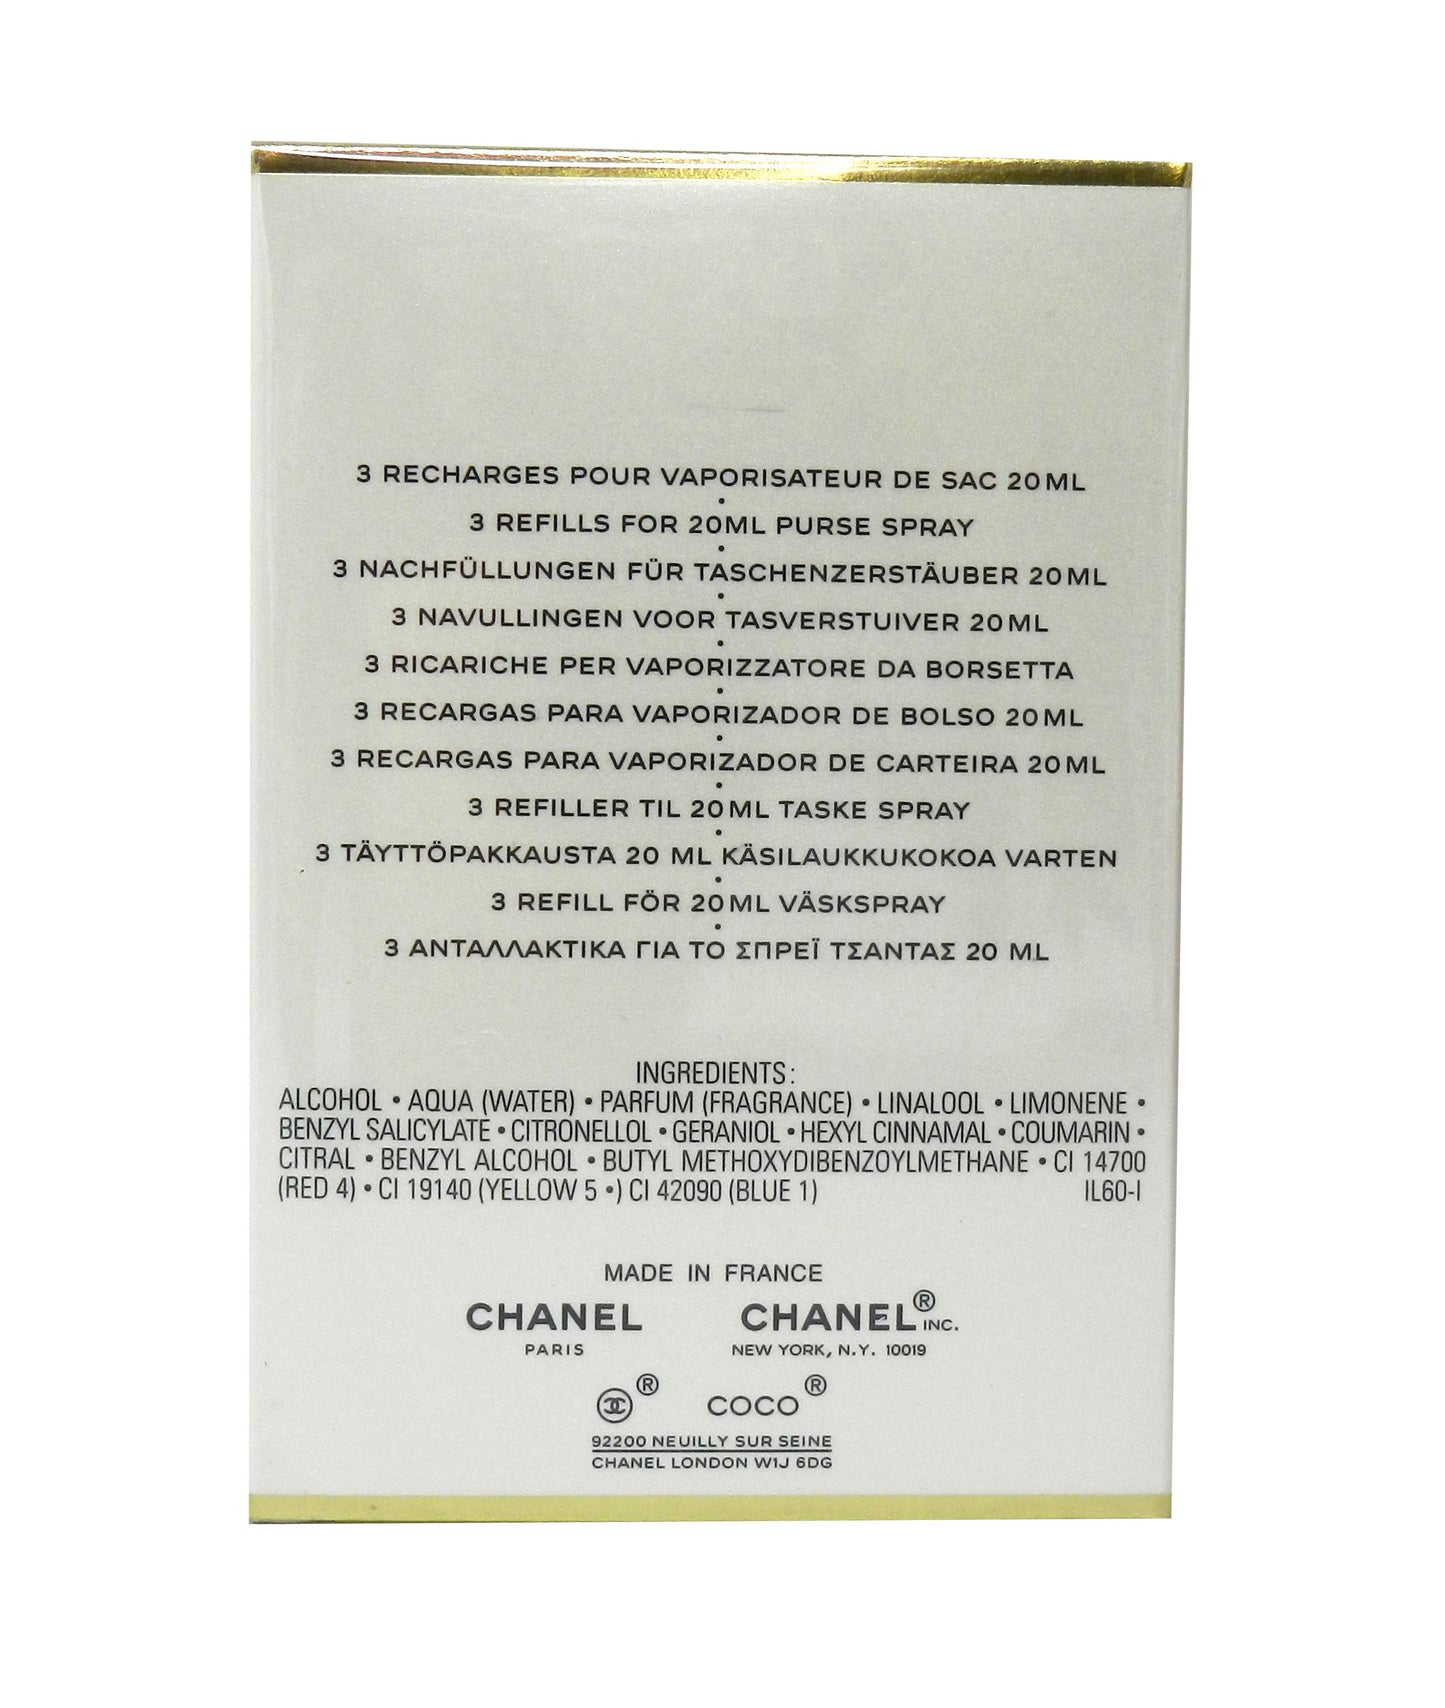 3 RECHARGES POUR VAPORISATEUR DE SAC 20ML
•
3 REFILLS FOR 20ML PURSE SPRAY
•
3 NACHFÜLLUNGEN FÜR TASCHENZERSTÄUBER 20ML
•
3 NAVULLINGEN VOOR TASVERSTUIVER 20ML
•
3 RICARICHE PER VAPORIZZATORE DA BORSETTA
•
3 RECARGAS PARA VAPORIZADOR DE BOLSO 20ML
•
3 RECARGAS PARA VAPORIZADOR DE CARTEIRA 20ML
•
3 REFILLER TIL 20ML TASKE SPRAY
•
3 TÄYTTÖPAKKAUSTA 20 ML KÄSILAUKKUKOKOA VARTEN
•
3 REFILL FÖR 20ML VÄSKSPRAY
•
3 ΑΝΤΑΛΛΑΚΤΙΚΑ ΓΙΑ ΤΟ ΣΠΡΕΪ ΤΣΑΝΤΑΣ 20 ML
INGREDIENTS:
ALCOHOL • AQUA (WATER) • PARFUM (FRAGRANCE) • LINALOOL • LIMONENE •
BENZYL SALICYLATE • CITRONELLOL • GERANIOL • HEXYL CINNAMAL • COUMARIN •
CITRAL • BENZYL ALCOHOL • BUTYL METHOXYDIBENZOYLMETHANE • CI 14700
(RED 4) • CI 19140 (YELLOW 5 •) CI 42090 (BLUE 1) IL60-I
MADE IN FRANCE
CHANEL CHANEL® INC.
PARIS NEW YORK, N.Y. 10019
® COCO®
92200 NEUILLY SUR SEINE
CHANEL LONDON W1J 6DG